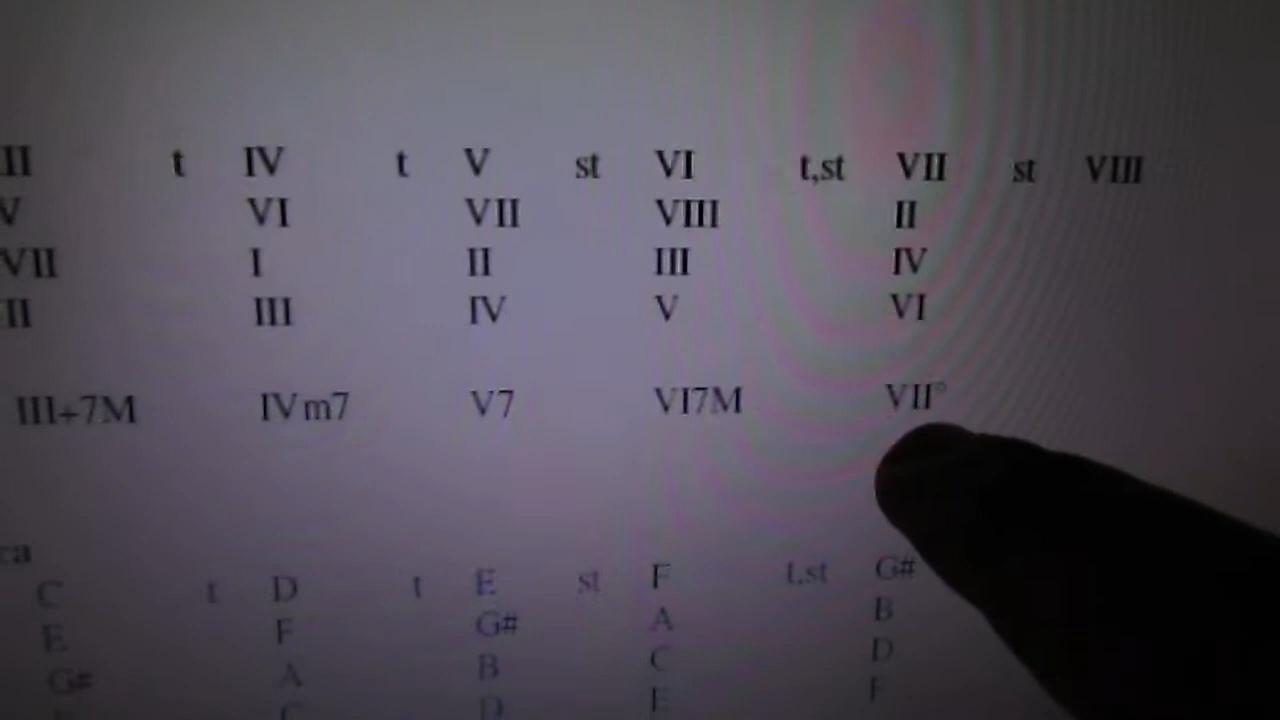 II t IV t V st VI t,st VII st VIII
V VI VII VIII II
VII I II III IV
II III IV V VI
III+7M IVm7 V7 VI7M VII°
ca
C t D t E st F t,st G#
E F G# A B
G# A B C D
C D E F